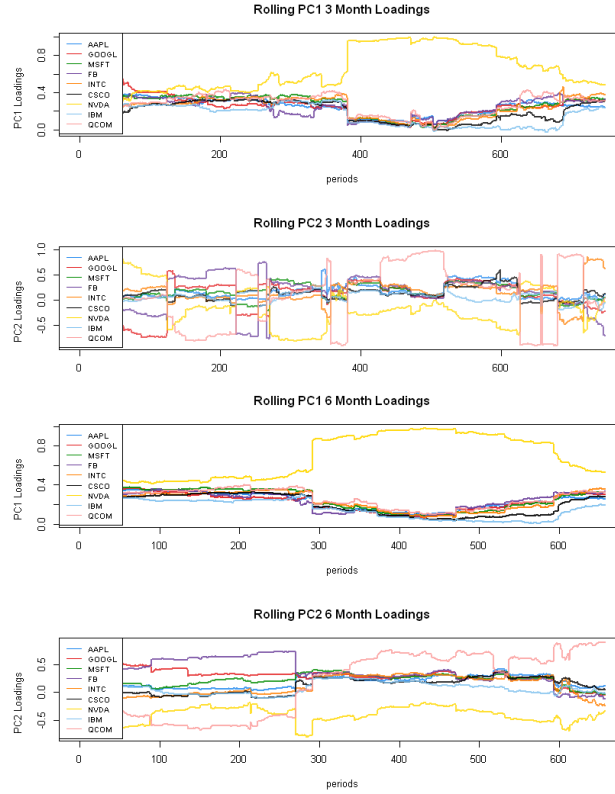 Rolling PC1 3 Month Loadings
PC1 Loadings
0.0 0.4 0.8
AAPL
GOOGL
MSFT
FB
INTC
CSCO
NVDA
IBM
QCOM
0 200 400 600
periods
Rolling PC2 3 Month Loadings
PC2 Loadings
-0.5 0.0 0.5 1.0
AAPL
GOOGL
MSFT
FB
INTC
CSCO
NVDA
IBM
QCOM
0 200 400 600
periods
Rolling PC1 6 Month Loadings
PC1 Loadings
0.0 0.4 0.8
AAPL
GOOGL
MSFT
FB
INTC
CSCO
NVDA
IBM
QCOM
0 100 200 300 400 500 600
periods
Rolling PC2 6 Month Loadings
PC2 Loadings
-0.5 0.0 0.5
AAPL
GOOGL
MSFT
FB
INTC
CSCO
NVDA
IBM
QCOM
0 100 200 300 400 500 600
periods